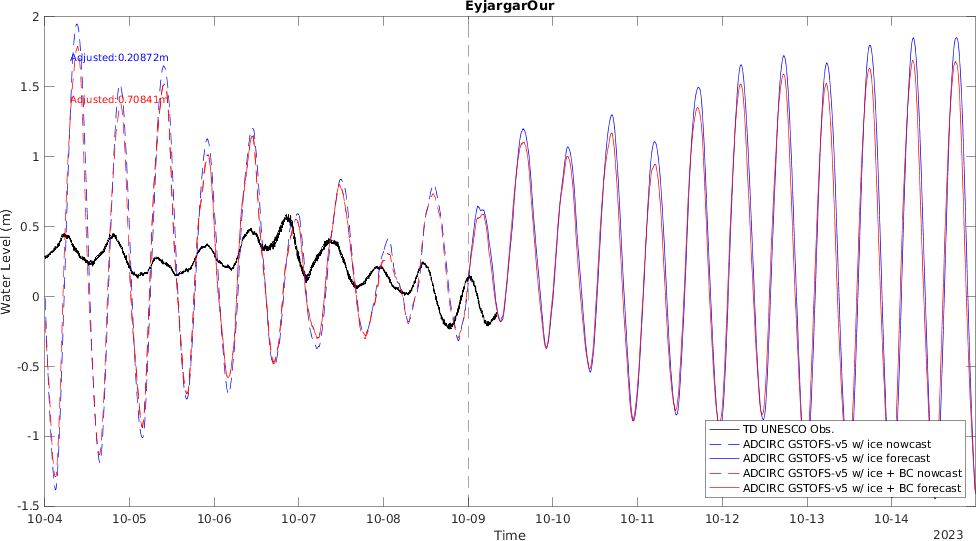 EyjargarOur
Adjusted:0.20872m
Adjusted:0.70841m
Water Level (m)
2
1.5
1
0.5
0
-0.5
-1
-1.5
TD UNESCO Obs.
ADCIRC GSTOFS-v5 w/ ice nowcast
ADCIRC GSTOFS-v5 w/ ice forecast
ADCIRC GSTOFS-v5 w/ ice + BC nowcast
ADCIRC GSTOFS-v5 w/ ice + BC forecast
10-04 10-05 10-06 10-07 10-08 10-09 10-10 10-11 10-12 10-13 10-14
Time
2023